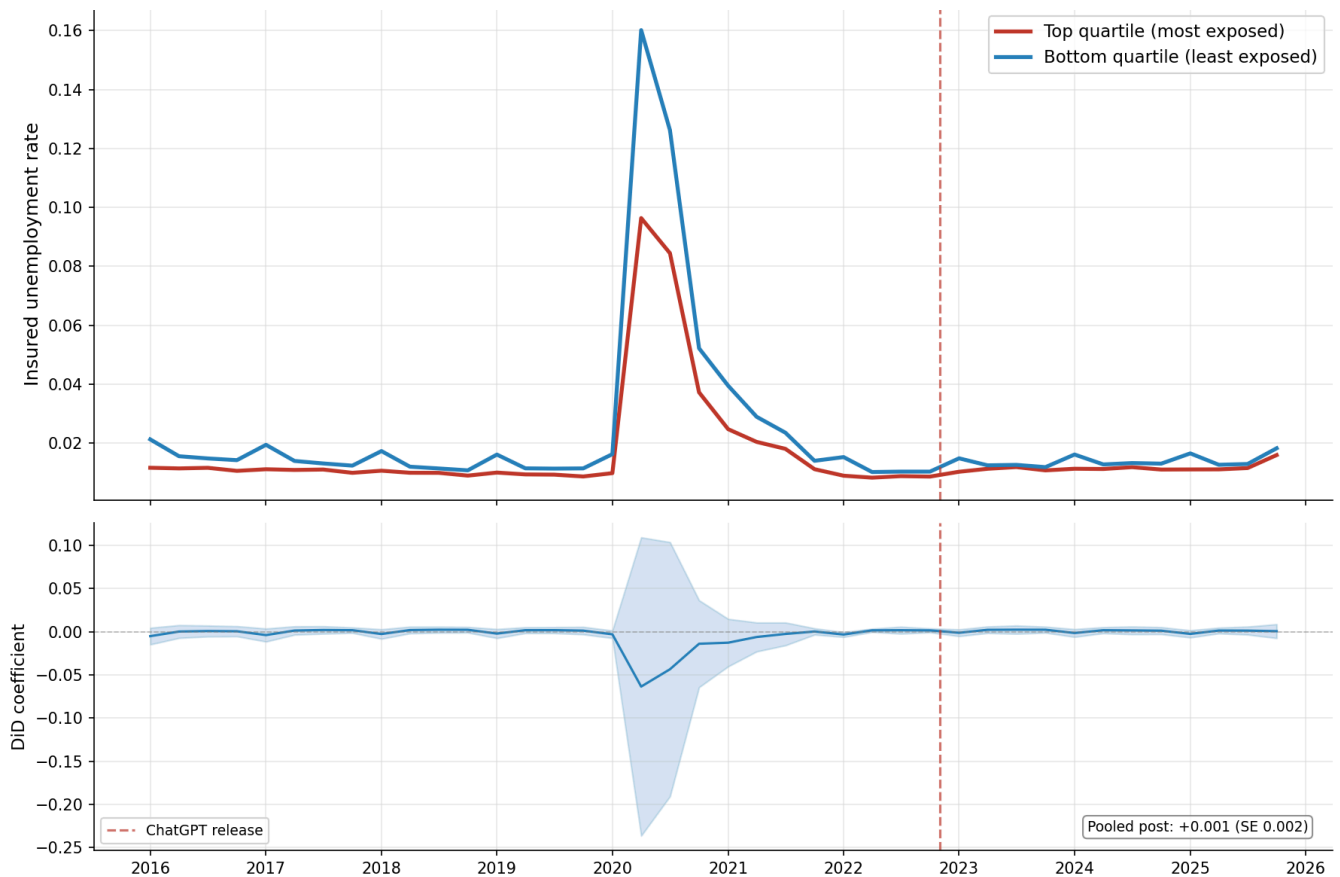 Insured unemployment rate
0.16
0.14
0.12
0.10
0.08
0.06
0.04
0.02
Top quartile (most exposed)
Bottom quartile (least exposed)
DiD coefficient
0.10
0.05
0.00
−0.05
−0.10
−0.15
−0.20
−0.25
ChatGPT release
Pooled post: +0.001 (SE 0.002)
2016 2017 2018 2019 2020 2021 2022 2023 2024 2025 2026